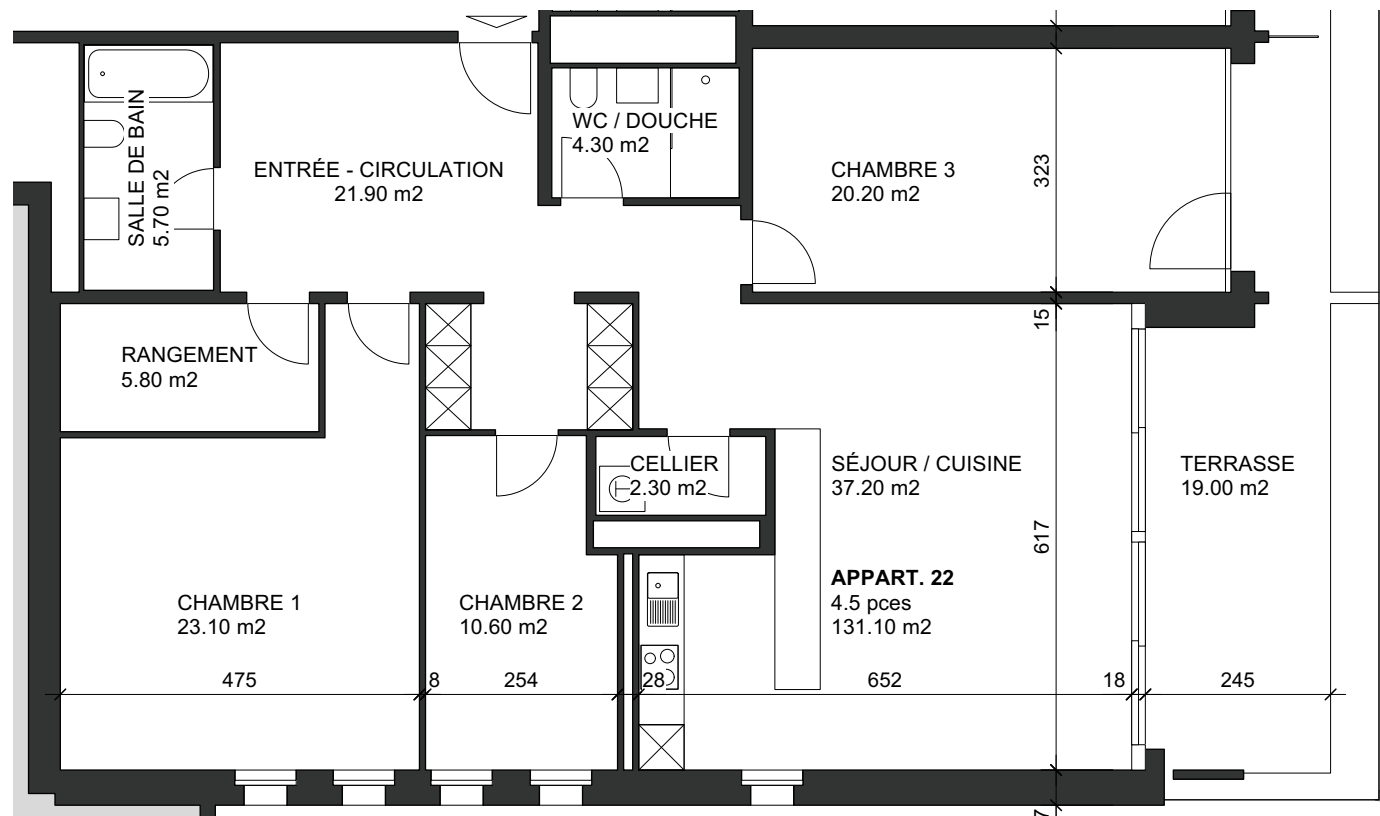 SALLE DE BAIN
5.70 m2
ENTRÉE - CIRCULATION
21.90 m2
WC / DOUCHE
4.30 m2
CHAMBRE 3
20.20 m2
323
15
RANGEMENT
5.80 m2
CELLIER
2.30 m2
SÉJOUR / CUISINE
37.20 m2
TERRASSE
19.00 m2
617
APPART. 22
4.5 pces
131.10 m2
CHAMBRE 1
23.10 m2
CHAMBRE 2
10.60 m2
475
8
254
28
652
18
245